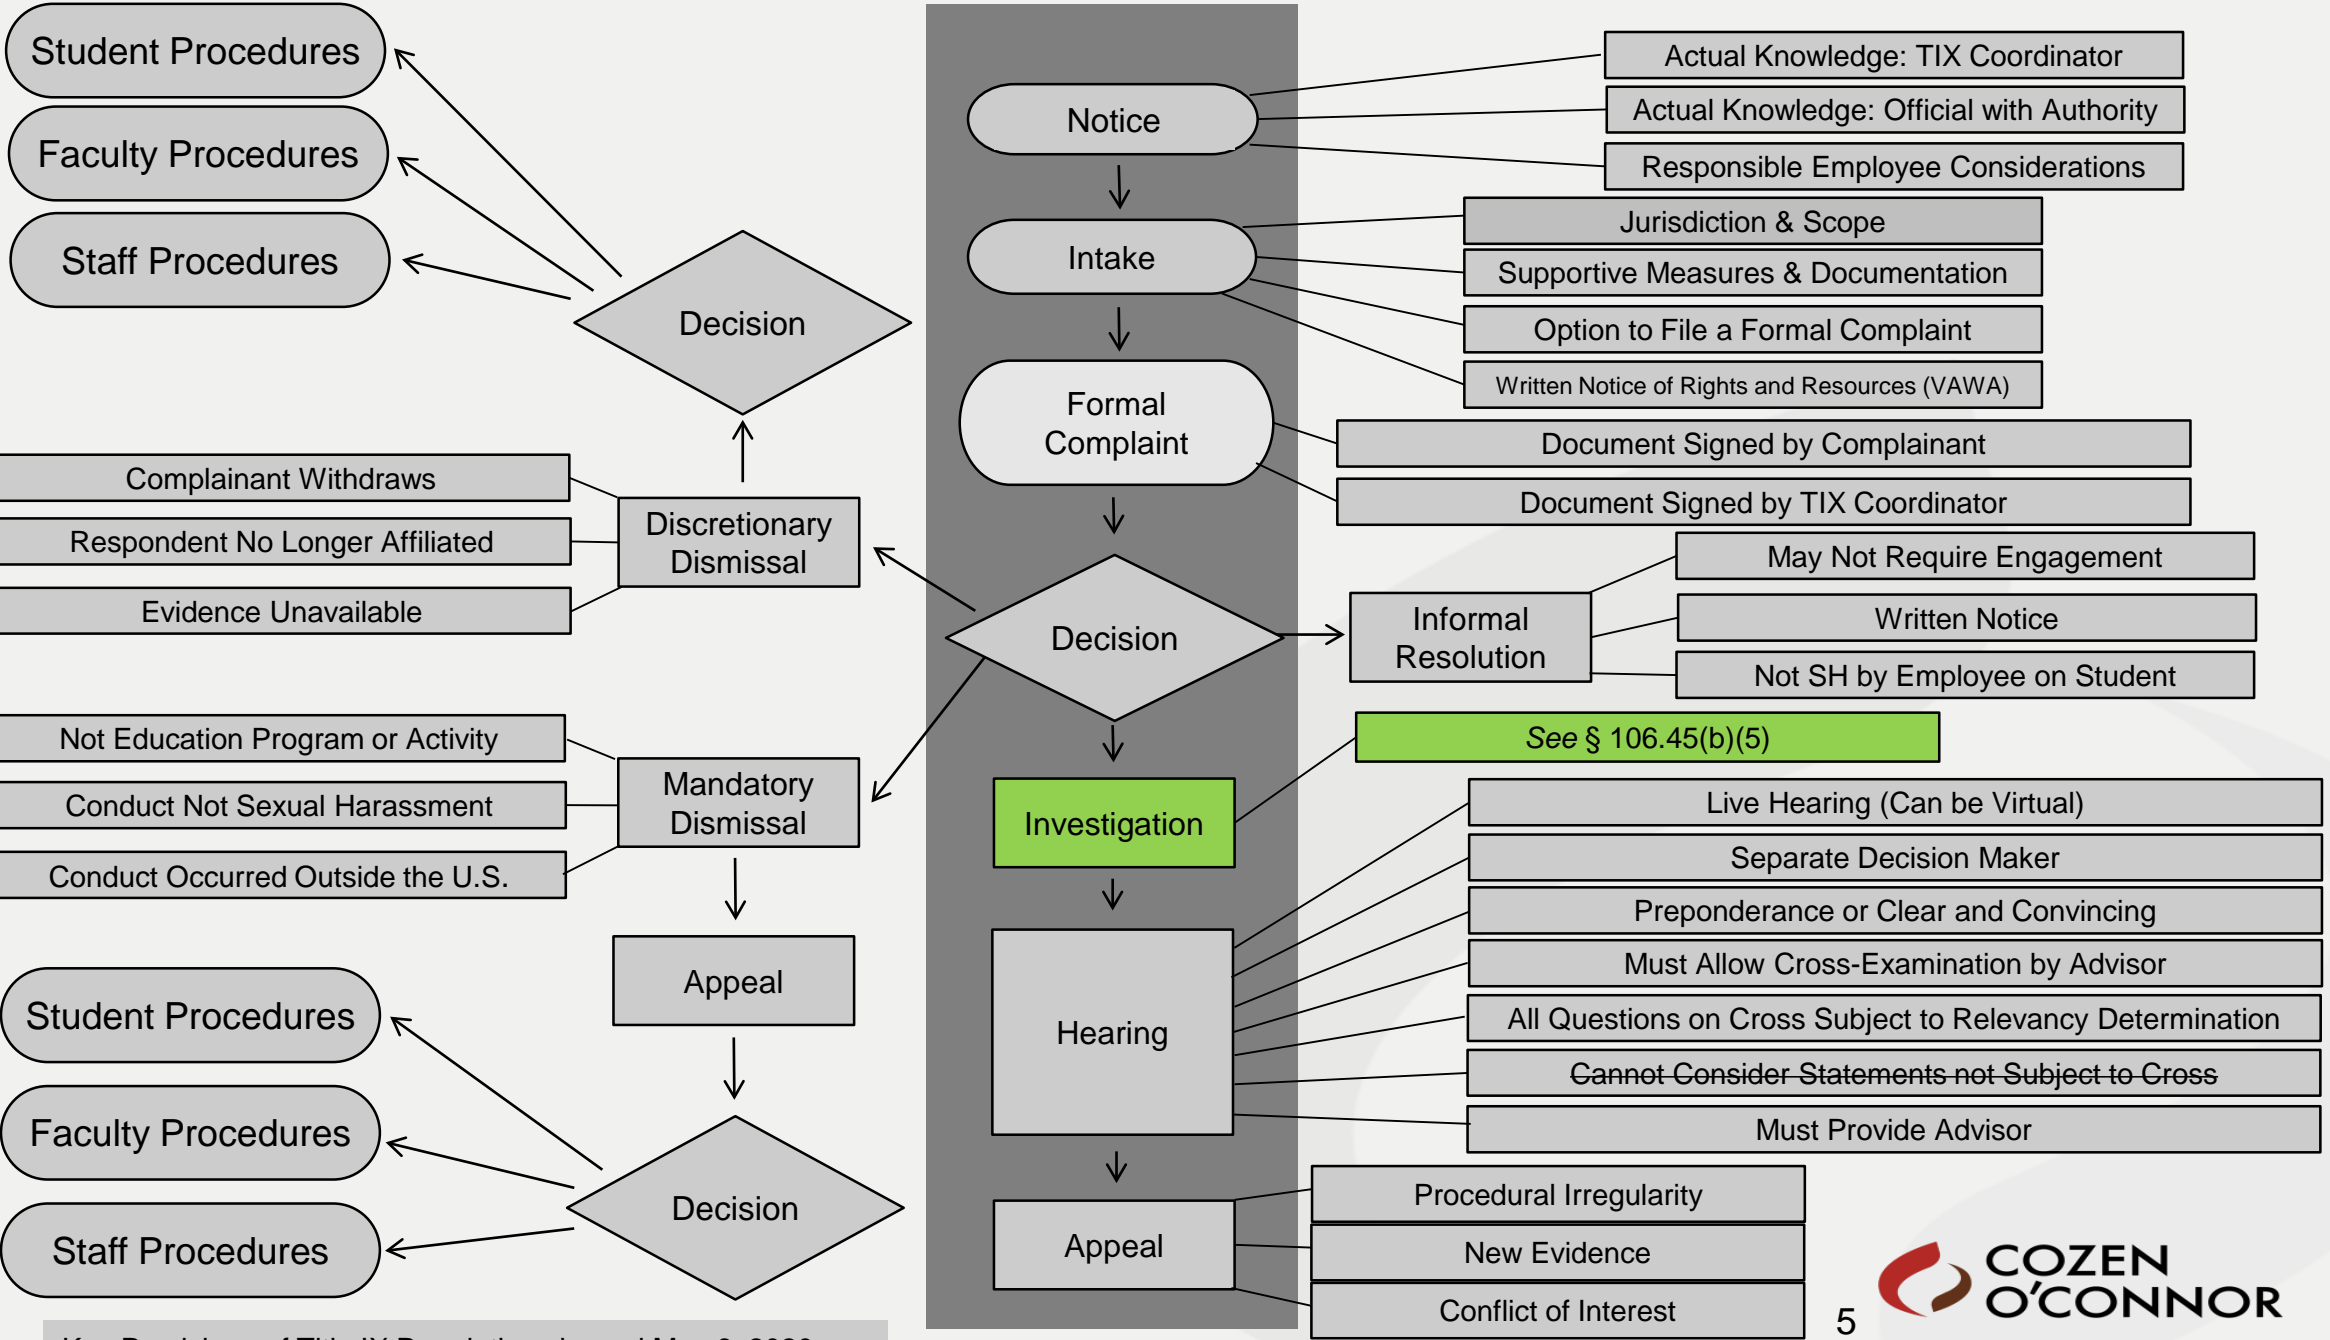 Student Procedures
Faculty Procedures
Staff Procedures
Decision
Complainant Withdraws
Respondent No Longer Affiliated
Evidence Unavailable
Discretionary
Dismissal
Not Education Program or Activity
Conduct Not Sexual Harassment
Conduct Occurred Outside the U.S.
Mandatory
Dismissal
Appeal
Student Procedures
Faculty Procedures
Staff Procedures
Decision
Notice
Actual Knowledge: TIX Coordinator
Actual Knowledge: Official with Authority
Responsible Employee Considerations
Intake
Jurisdiction & Scope
Supportive Measures & Documentation
Option to File a Formal Complaint
Written Notice of Rights and Resources (VAWA)
Formal
Complaint
Document Signed by Complainant
Document Signed by TIX Coordinator
Decision
Informal
Resolution
May Not Require Engagement
Written Notice
Not SH by Employee on Student
Investigation
See § 106.45(b)(5)
Hearing
Live Hearing (Can be Virtual)
Separate Decision Maker
Preponderance or Clear and Convincing
Must Allow Cross-Examination by Advisor
All Questions on Cross Subject to Relevancy Determination
Cannot Consider Statements not Subject to Cross
Must Provide Advisor
Appeal
Procedural Irregularity
New Evidence
Conflict of Interest
5
COZEN
O'CONNOR